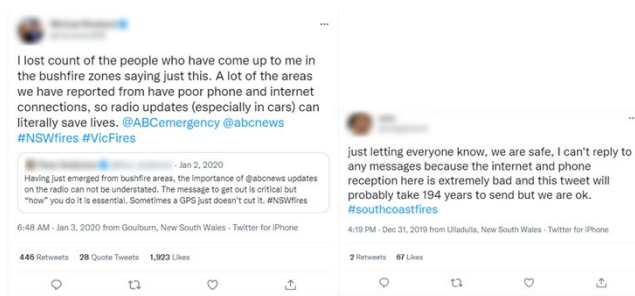 I lost count of the people who have come up to me in
the bushfire zones saying just this. A lot of the areas
we have reported from have poor phone and internet
connections, so radio updates (especially in cars) can
literally save lives. @ABCemergency @abcnews
#NSWfires #VicFires
- Jan 2, 2020
Having just emerged from bushfire areas, the importance of @abcnews updates
on the radio can not be understated. The message to get out is critical but
"how" you do it is essential. Sometimes a GPS just doesn't cut it. #NSWfires
6:48 AM - Jan 3, 2020 from Goulburn, New South Wales - Twitter for iPhone
446 Retweets 28 Quote Tweets 1,923 Likes
just letting everyone know, we are safe, I can't reply to
any messages because the internet and phone
reception here is extremely bad and this tweet will
probably take 194 years to send but we are ok.
#southcoastfires
4:19 PM - Dec 31, 2019 from Ulladulla, New South Wales - Twitter for iPhone
2 Retweets 67 Likes